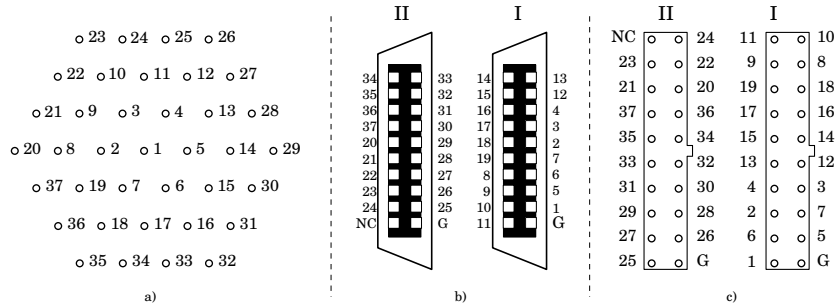 23 24 25 26
22 10 11 12 27
21 9 3 4 13 28
20 8 2 1 5 14 29
37 19 7 6 15 30
36 18 17 16 31
35 34 33 32
a)
II I
34 33 14 13
35 32 15 12
36 31 16 4
37 30 17 3
20 29 18 2
21 28 19 7
22 27 8 6
23 26 9 5
24 25 10 1
NC G 11 G
b)
II I
NC 24 11 10
23 22 9 8
21 20 19 18
37 36 17 16
35 34 15 14
33 32 13 12
31 30 4 3
29 28 2 7
27 26 6 5
25 G 1 G
c)